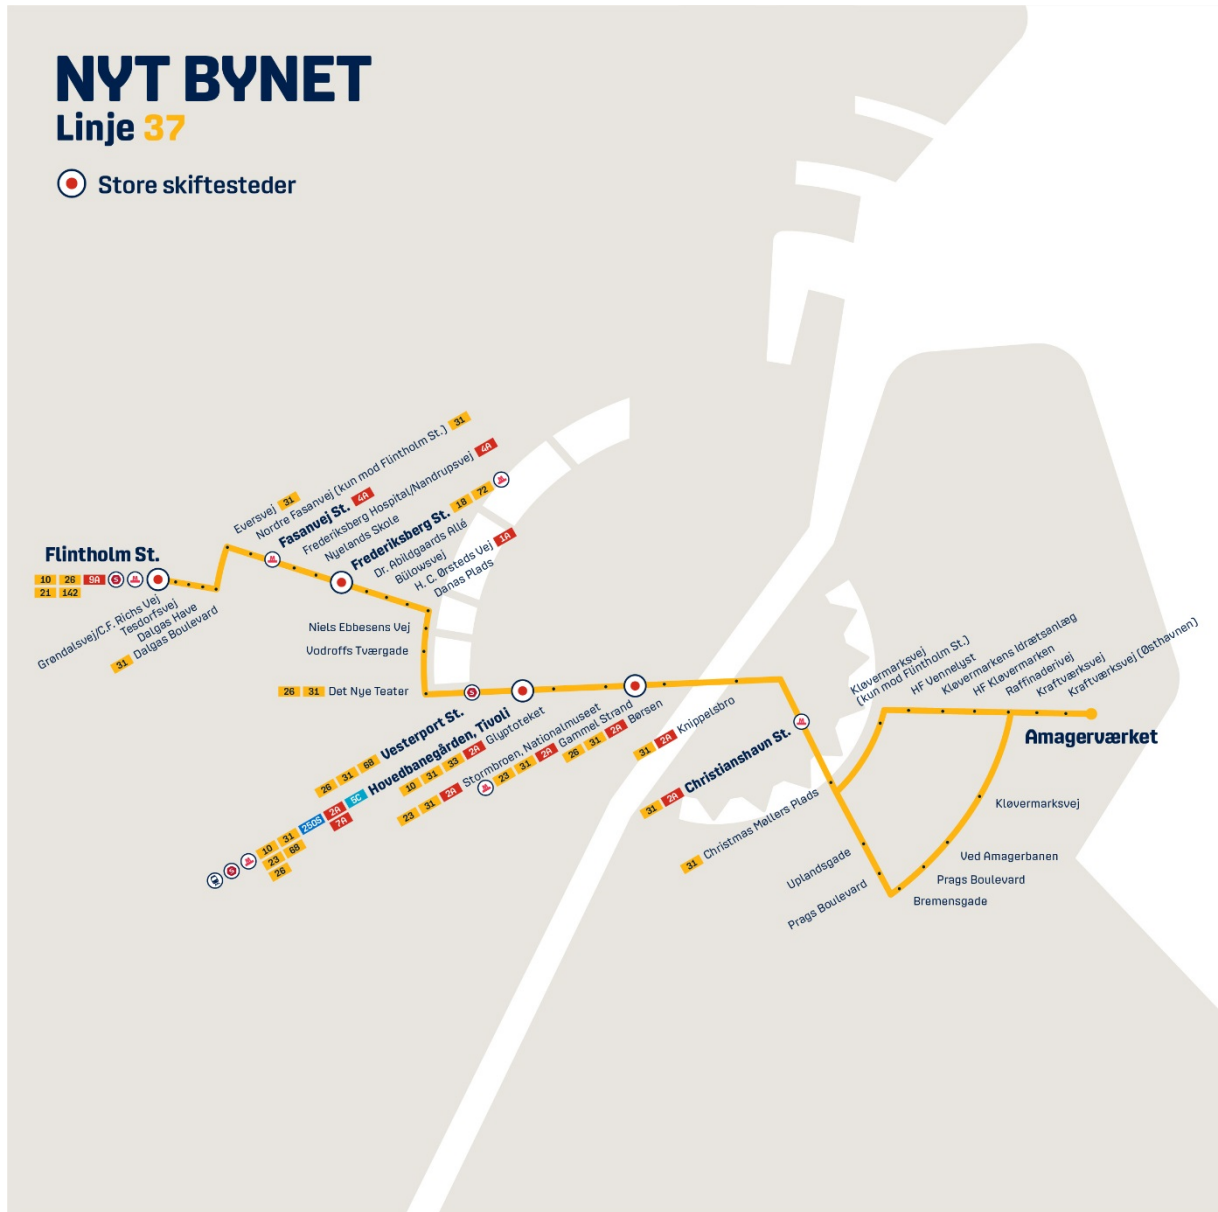 NYT BYNET
Linje 37
Store skiftesteder
Flintholm St.
10 26 9A S M
21 142
Grøndalsvej/C.F. Richs Vej
Tesdorfsvej
Dalgas Have
31 Dalgas Boulevard
Eversvej 31
Nordre Fasanvej (kun mod Flintholm St.) 31
Fasanvej St. 4A
Frederiksberg Hospital/Nandrupsvej 4A
Nyelands Skole
Frederiksberg St. 18 72
Dr. Abildgaards Allé
Bülowsvej
H. C. Ørsteds Vej 1A
Danas Plads
Niels Ebbesens Vej
Vodroffs Tværgade
26 31 Det Nye Teater
26 31 68 Vesterport St.
10 31 250S 2A 5C Hovedbanegården, Tivoli
23 68 7A
26
10 31 33 2A Glyptoteket
23 31 2A Stormbroen, Nationalmuseet
23 31 2A Gammel Strand
26 31 2A Børsen
31 2A Knippelsbro
31 2A Christianshavn St.
31 Christmas Møllers Plads
Uplandsgade
Prags Boulevard
Bremensgade
Prags Boulevard
Ved Amagerbanen
Kløvermarksvej
Kløvermarksvej
(kun mod Flintholm St.)
HF Vennelyst
Kløvermarkens Idrætsanlæg
HF Kløvermarken
Raffinaderivej
Kraftværksvej
Kraftværksvej (Østhavnen)
Amagerværket